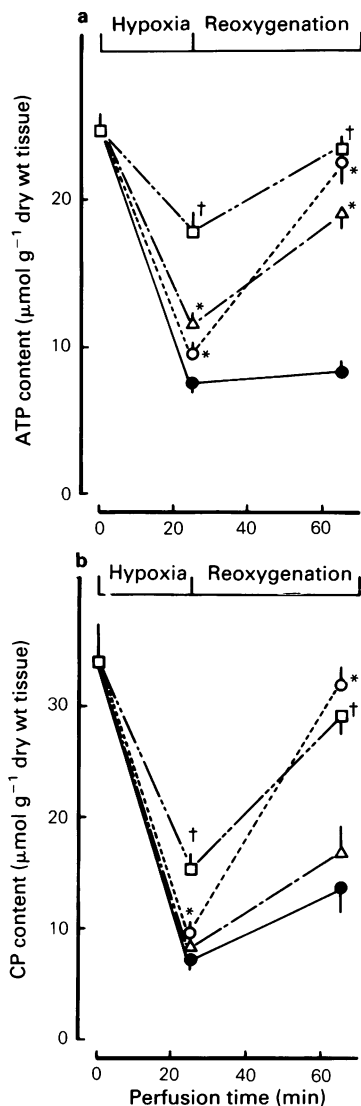 a
Hypoxia Reoxygenation
ATP content (μmol g⁻¹ dry wt tissue)
20
10
0
† † * * * *
0 20 40 60
b
Hypoxia Reoxygenation
CP content (μmol g⁻¹ dry wt tissue)
30
20
10
0
* † † *
0 20 40 60
Perfusion time (min)